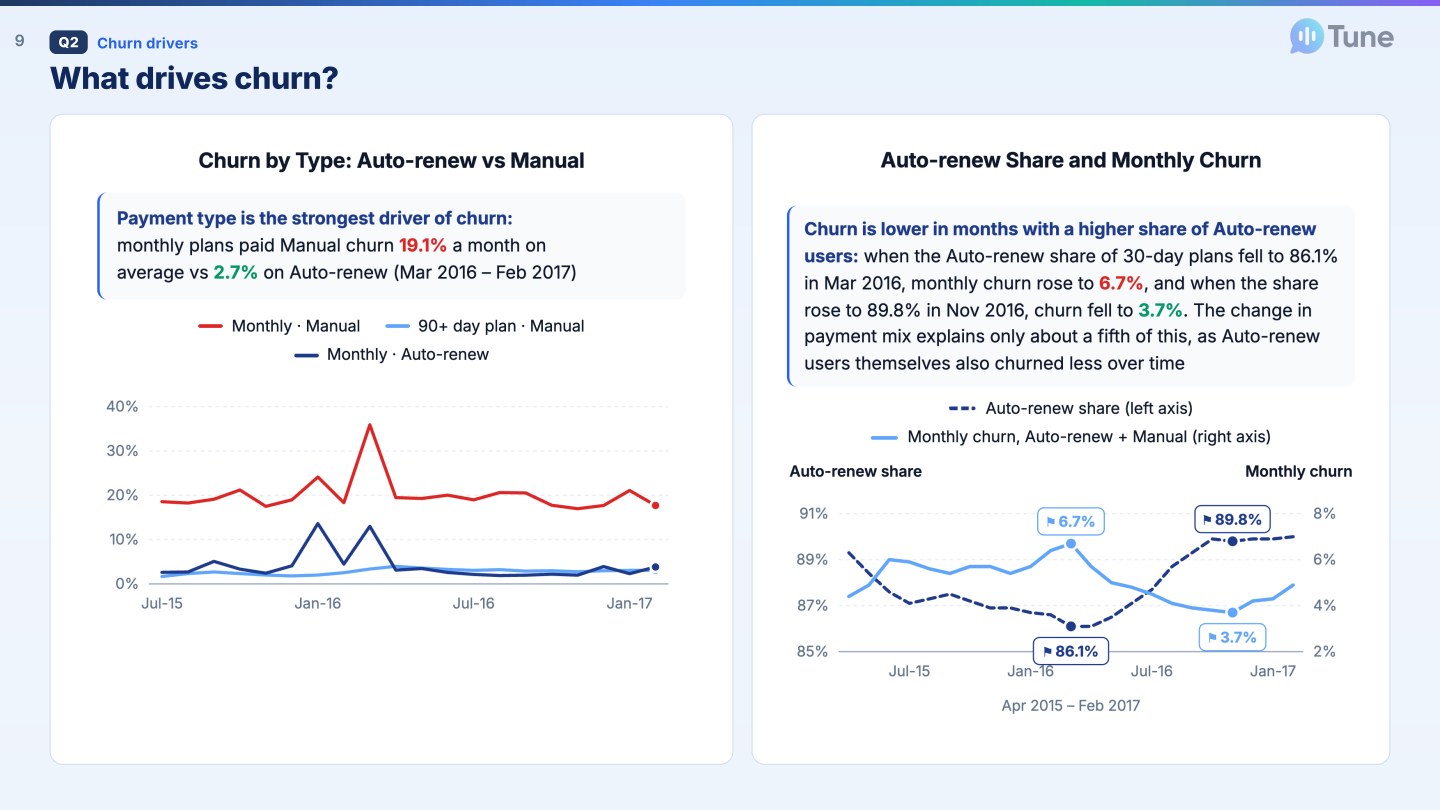 9
Q2 Churn drivers
Tune
What drives churn?
Churn by Type: Auto-renew vs Manual
Payment type is the strongest driver of churn:
monthly plans paid Manual churn 19.1% a month on
average vs 2.7% on Auto-renew (Mar 2016 – Feb 2017)
Monthly · Manual 90+ day plan · Manual
Monthly · Auto-renew
40%
30%
20%
10%
0%
Jul-15 Jan-16 Jul-16 Jan-17
Auto-renew Share and Monthly Churn
Churn is lower in months with a higher share of Auto-renew
users: when the Auto-renew share of 30-day plans fell to 86.1%
in Mar 2016, monthly churn rose to 6.7%, and when the share
rose to 89.8% in Nov 2016, churn fell to 3.7%. The change in
payment mix explains only about a fifth of this, as Auto-renew
users themselves also churned less over time
Auto-renew share (left axis)
Monthly churn, Auto-renew + Manual (right axis)
Auto-renew share Monthly churn
91% 6.7% 89.8% 8%
89% 6%
87% 4%
3.7%
85% 86.1% 2%
Jul-15 Jan-16 Jul-16 Jan-17
Apr 2015 – Feb 2017